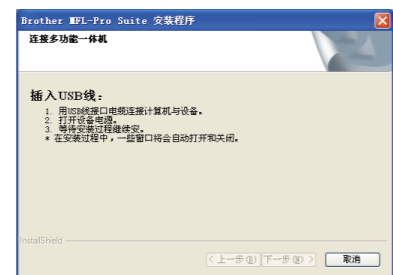 Brother MFL-Pro Suite 安装程序
连接多功能一体机
插入USB线：
1. 用USB线接口电缆连接计算机与设备。
2. 打开设备电源。
3. 等待安装过程继续安。
* 在安装过程中，一些窗口将会自动打开和关闭。
InstallShield
< 上一步(B) 下一步(N) > 取消